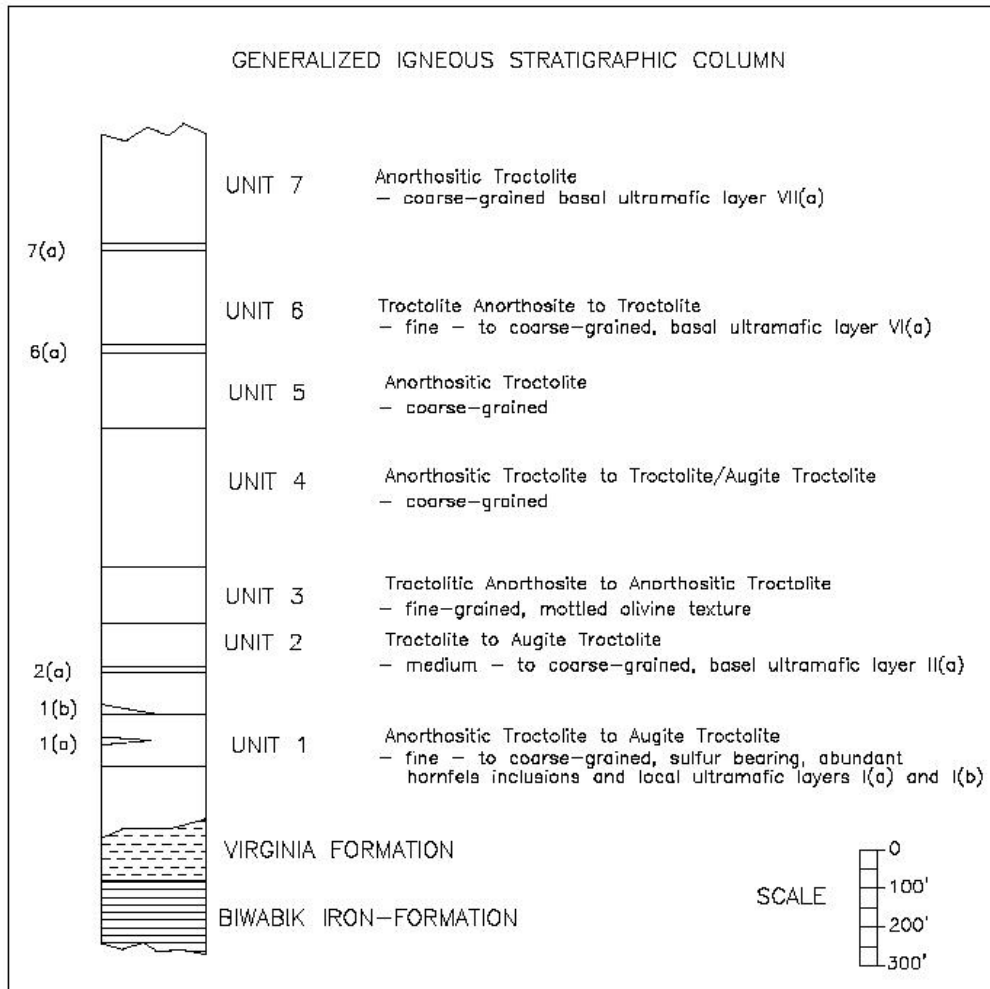 GENERALIZED IGNEOUS STRATIGRAPHIC COLUMN
UNIT 7
Anorthositic Troctolite
– coarse–grained basal ultramafic layer VII(a)
7(a)
UNIT 6
Troctolite Anorthosite to Troctolite
– fine – to coarse–grained, basal ultramafic layer VI(a)
6(a)
UNIT 5
Anorthositic Troctolite
– coarse–grained
UNIT 4
Anorthositic Troctolite to Troctolite/Augite Troctolite
– coarse–grained
UNIT 3
Troctolitic Anorthosite to Anorthositic Troctolite
– fine–grained, mottled olivine texture
UNIT 2
Troctolite to Augite Troctolite
– medium – to coarse–grained, basel ultramafic layer II(a)
2(a)
1(b)
1(a)
UNIT 1
Anorthositic Troctolite to Augite Troctolite
– fine – to coarse–grained, sulfur bearing, abundant
hornfels inclusions and local ultramafic layers I(a) and I(b)
VIRGINIA FORMATION
BIWABIK IRON–FORMATION
SCALE
0
100'
200'
300'